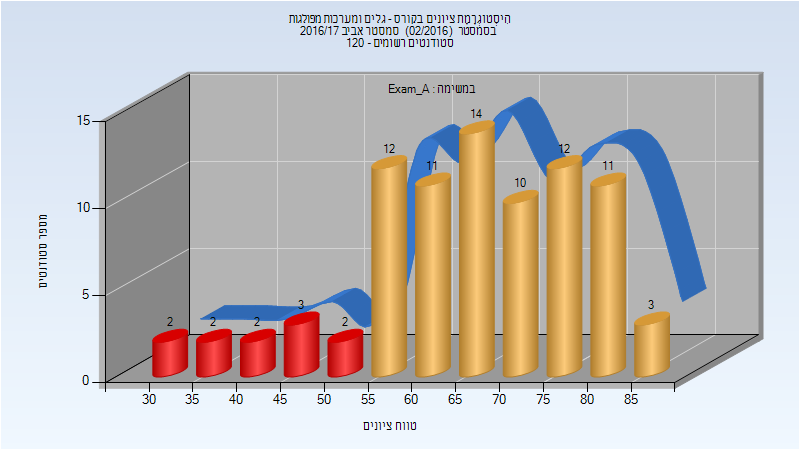 היסטוגרמת ציונים בקורס - גלים ומערכות מפולגות
בסמסטר (02/2016) סמסטר אביב 2016/17
סטודנטים רשומים - 120
במשימה : Exam_A
15
10
5
0
מספר סטודנטים
2
2
2
3
2
12
11
14
10
12
11
3
30 35 40 45 50 55 60 65 70 75 80 85
טווח ציונים